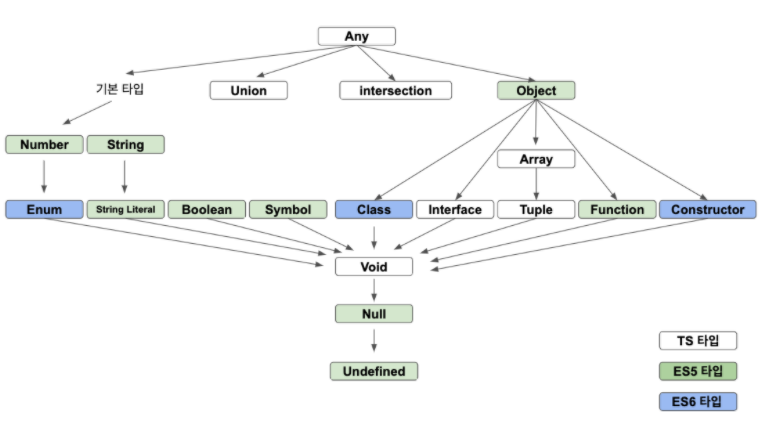 Any
기본 타입
Union
intersection
Object
Number
String
Array
Enum
String Literal
Boolean
Symbol
Class
Interface
Tuple
Function
Constructor
Void
Null
Undefined
TS 타입
ES5 타입
ES6 타입